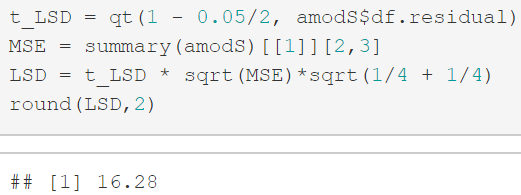 t_LSD = qt(1 - 0.05/2, amodS$df.residual)
MSE = summary(amodS)[[1]][2,3]
LSD = t_LSD * sqrt(MSE)*sqrt(1/4 + 1/4)
round(LSD,2)
## [1] 16.28